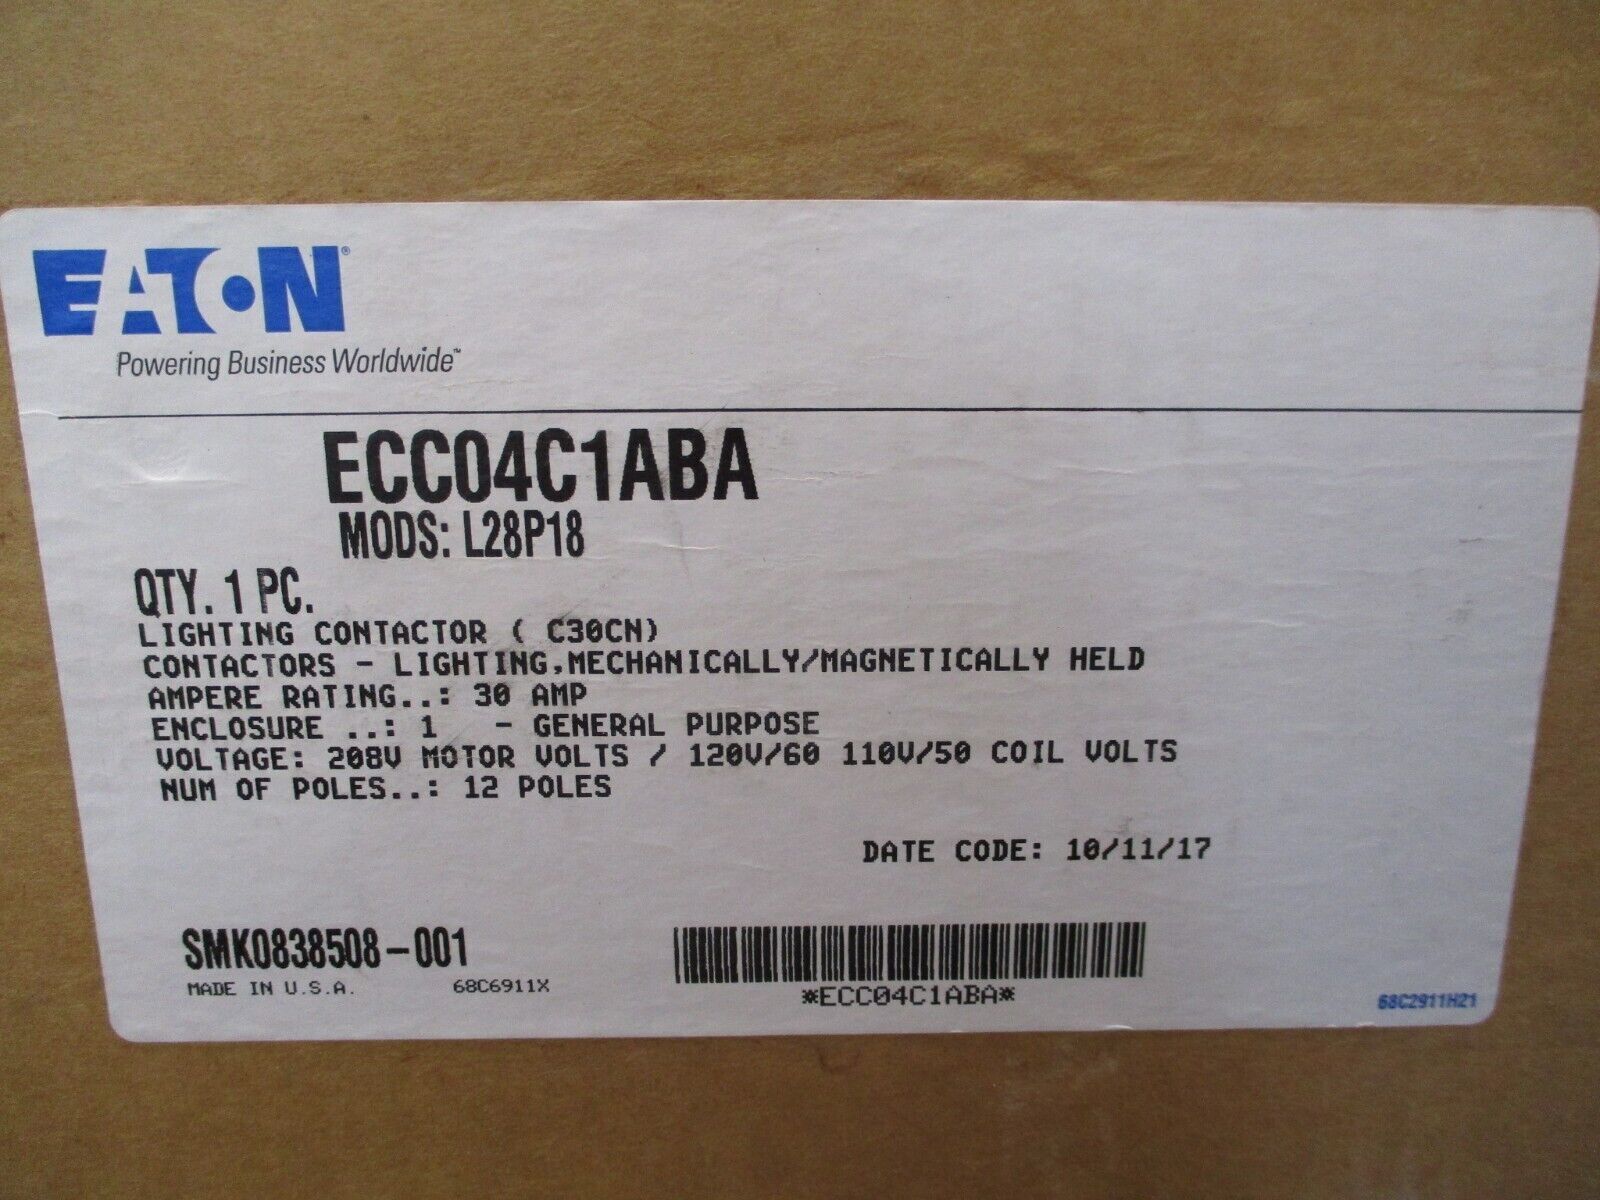 EATON®
Powering Business Worldwide™
ECC04C1ABA
MODS: L28P18
QTY. 1 PC.
LIGHTING CONTACTOR ( C30CN)
CONTACTORS - LIGHTING,MECHANICALLY/MAGNETICALLY HELD
AMPERE RATING..: 30 AMP
ENCLOSURE ..: 1 - GENERAL PURPOSE
VOLTAGE: 208V MOTOR VOLTS / 120V/60 110V/50 COIL VOLTS
NUM OF POLES..: 12 POLES
DATE CODE: 10/11/17
SMK0838508-001
MADE IN U.S.A. 68C6911X
*ECC04C1ABA*
68C2911H21